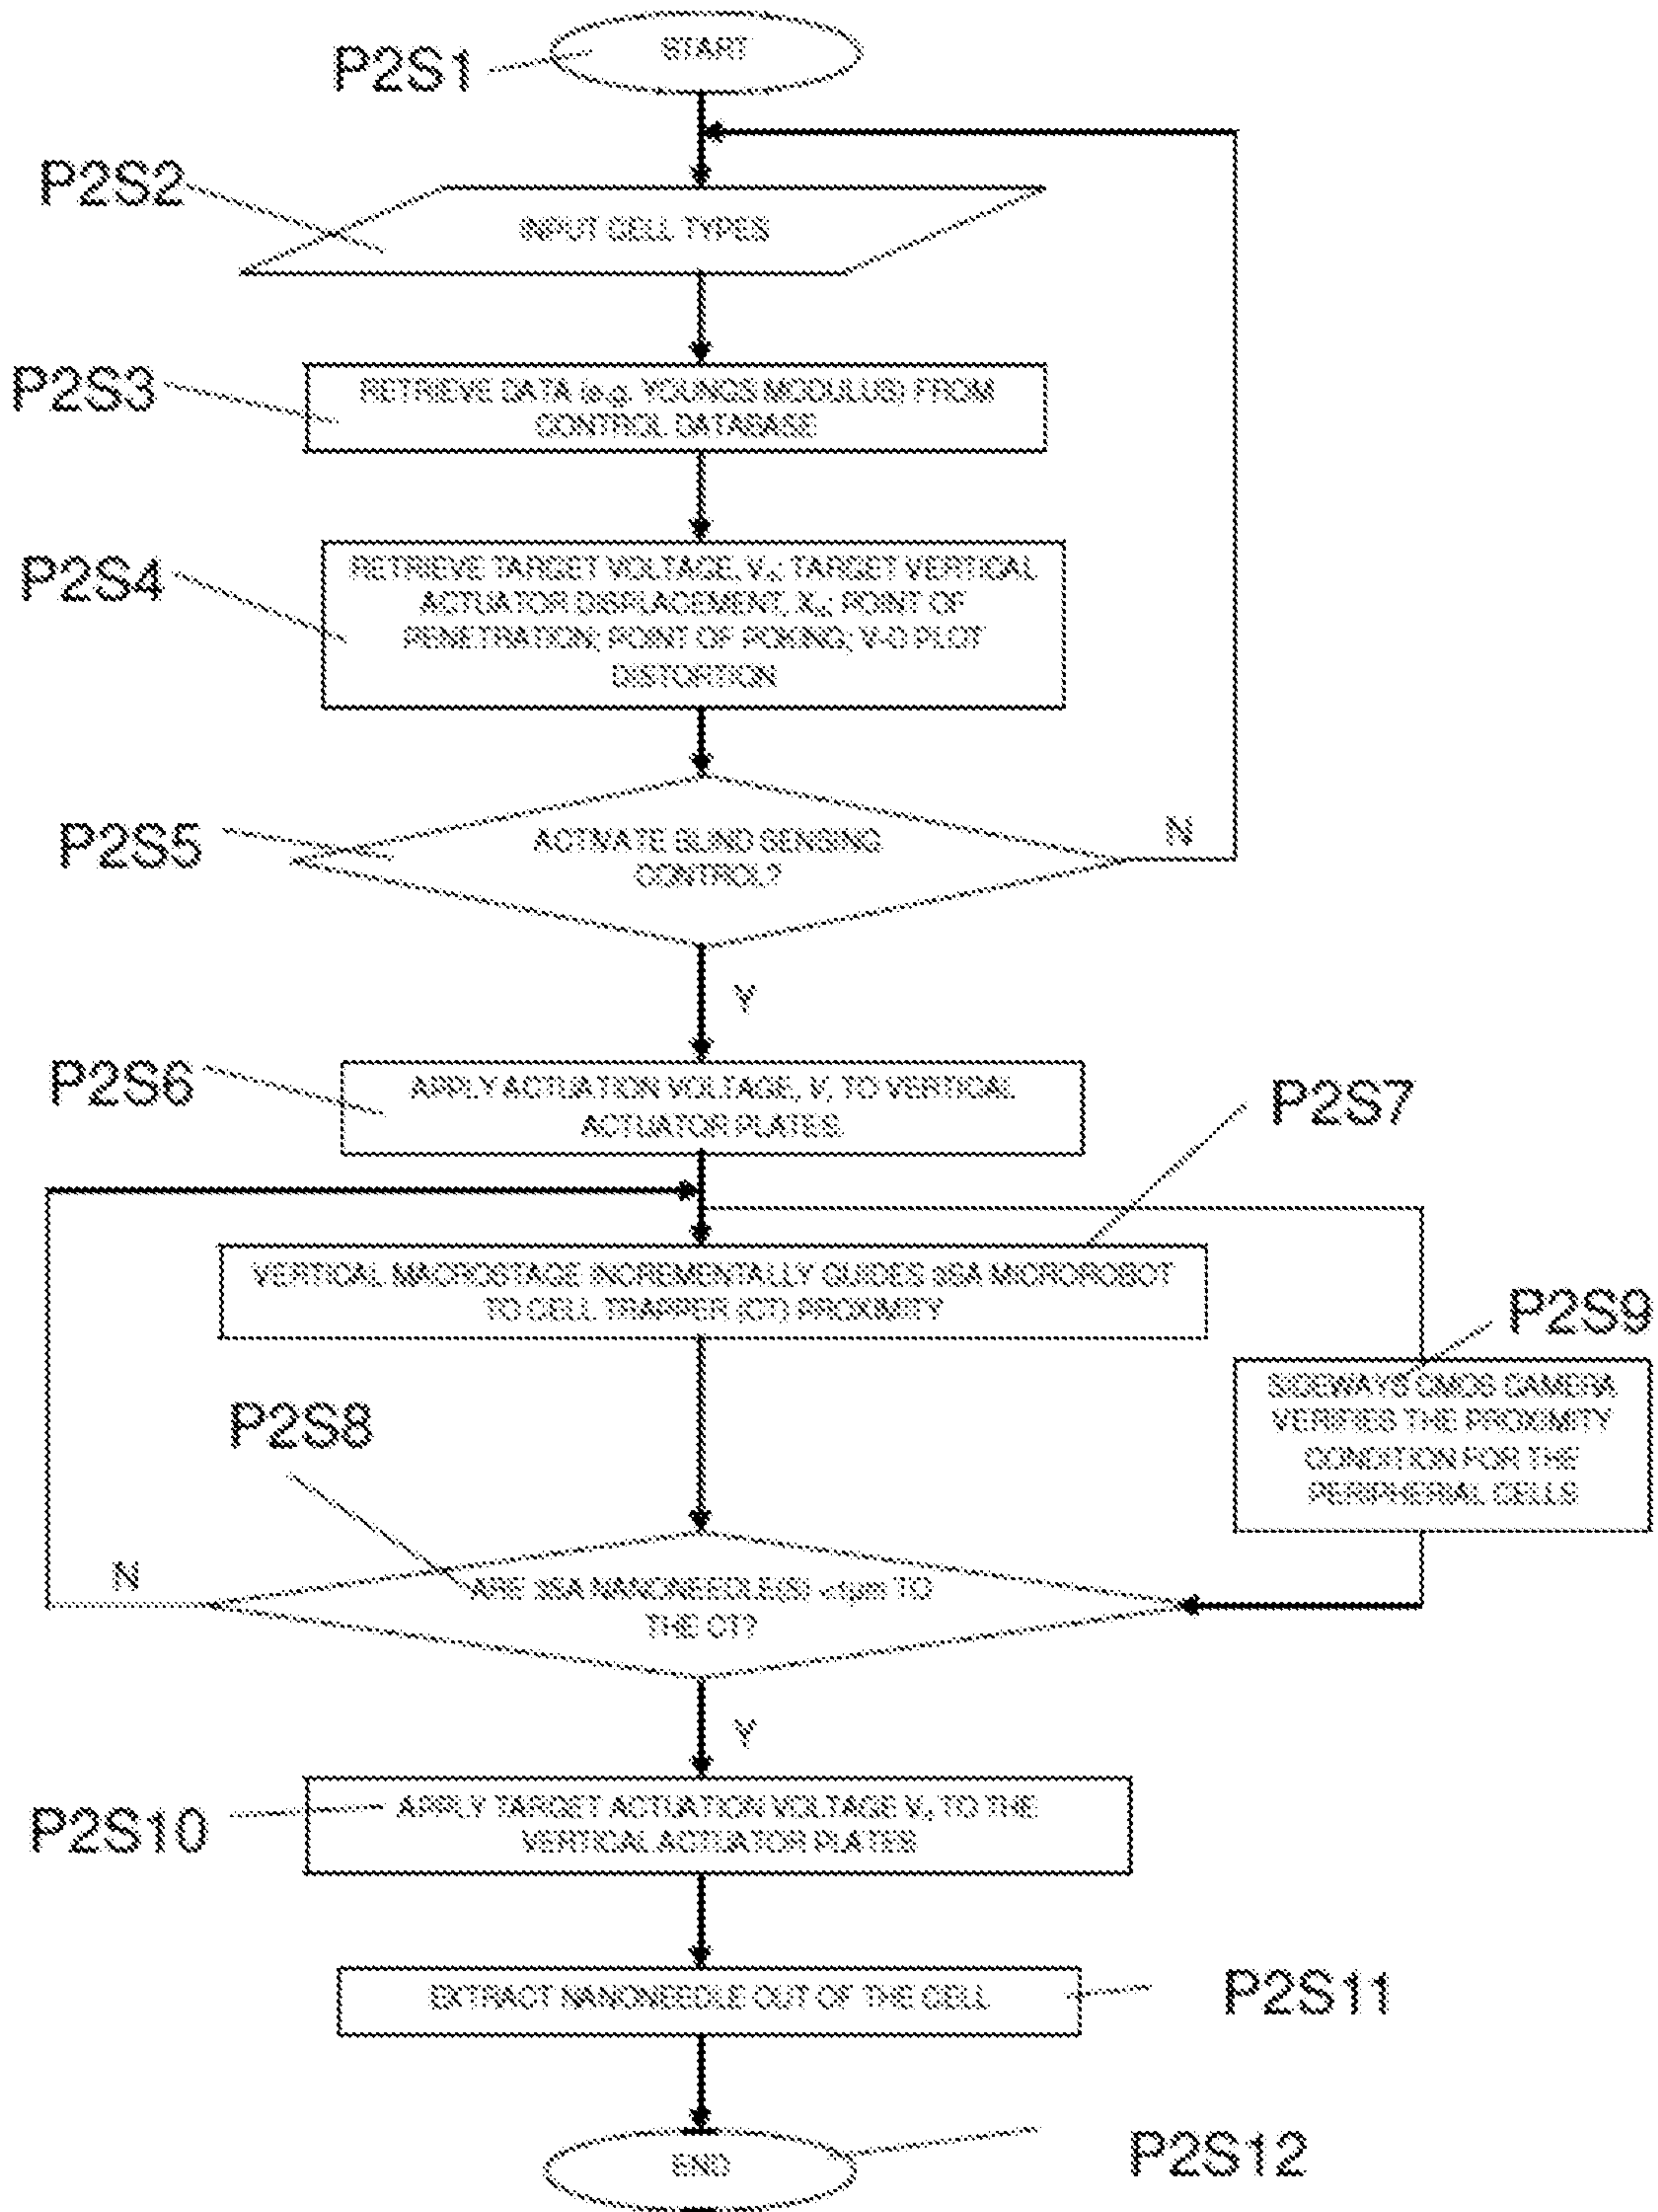 P2S1
START
P2S2
INPUT CELL TYPES
P2S3
RETRIEVE DATA (e.g. YOUNGS MODULUS) FROM
CONTROL DATABASE
P2S4
RETRIEVE TARGET VOLTAGE, TARGET VERTICAL
ACTUATOR DISPLACEMENT, POINT OF
PENETRATION; POINT OF POKING; V-D PLOT
DISTORTION
P2S5
ACTIVATE BLIND SENSING
CONTROL?
N
Y
P2S6
APPLY ACTUATION VOLTAGE, V, TO VERTICAL
ACTUATOR PLATES
P2S7
VERTICAL MACROSTAGE INCREMENTALLY GUIDES MICROROBOT
TO CELL TRAPPER (CT) PROXIMITY
P2S9
SIDEWAYS CMOS CAMERA
VERIFIES THE PROXIMITY
CONDITION FOR THE
PERIPHERIAL CELLS
P2S8
N
ARE NANONEEDLE(S) <1μm TO
THE CT?
Y
P2S10
APPLY TARGET ACTUATION VOLTAGE TO THE
VERTICAL ACTUATOR PLATES
P2S11
EXTRACT NANONEEDLE OUT OF THE CELL
P2S12
END